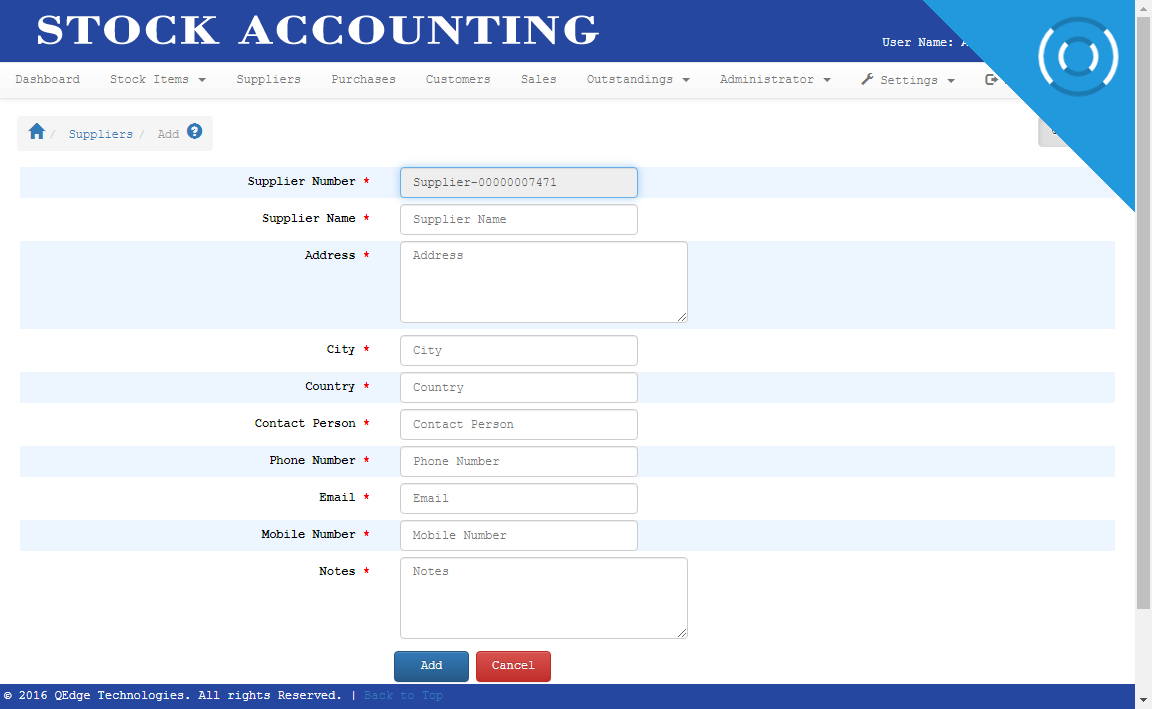 STOCK ACCOUNTING
User Name:
Dashboard Stock Items Suppliers Purchases Customers Sales Outstandings Administrator Settings
/ Suppliers / Add ?
Supplier Number * Supplier-00000007471
Supplier Name * Supplier Name
Address * Address
City * City
Country * Country
Contact Person * Contact Person
Phone Number * Phone Number
Email * Email
Mobile Number * Mobile Number
Notes * Notes
Add Cancel
© 2016 QEdge Technologies. All rights Reserved. | Back to Top